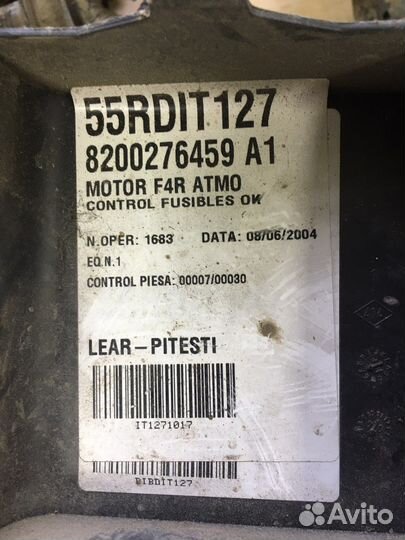 55RDIT127
8200276459 A1
MOTOR F4R ATMO
CONTROL FUSIBLES OK
N.OPER: 1683 DATA: 08/06/2004
EQ.N.1
CONTROL PIESA: 00007/00030
LEAR-PITESTI
IT1271017
BIBDIT127
Avito